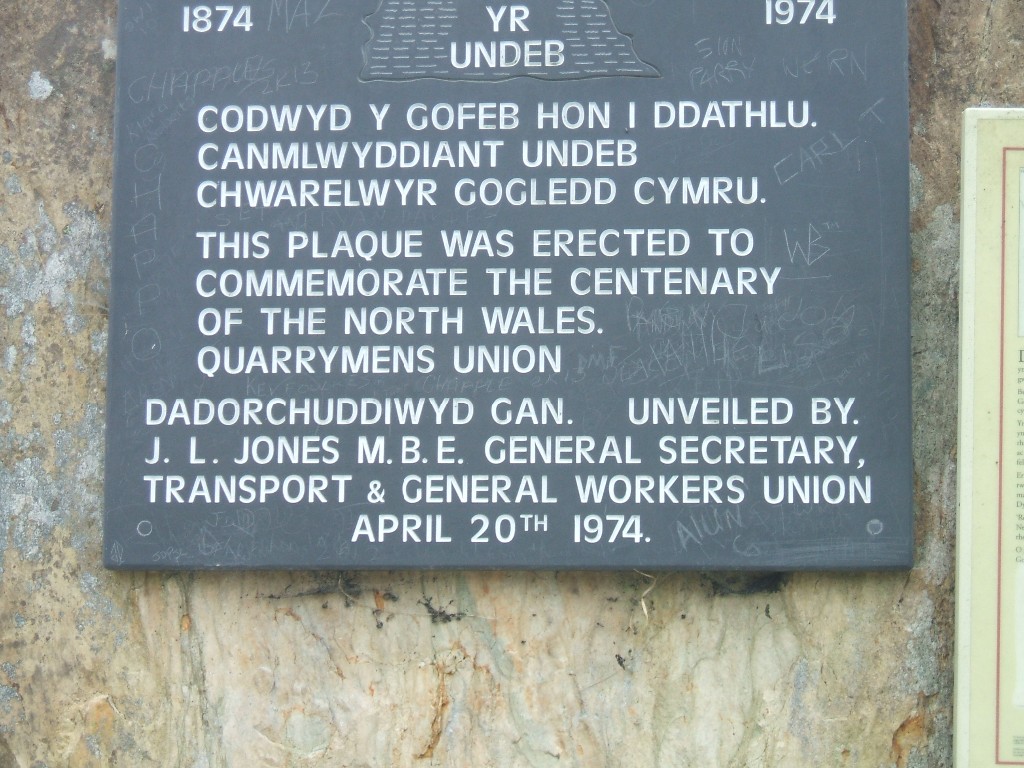 1874 YR 1974
UNDEB
CODWYD Y GOFEB HON I DDATHLU.
CANMLWYDDIANT UNDEB
CHWARELWYR GOGLEDD CYMRU.
THIS PLAQUE WAS ERECTED TO
COMMEMORATE THE CENTENARY
OF THE NORTH WALES.
QUARRYMENS UNION
DADORCHUDDIWYD GAN. UNVEILED BY.
J. L. JONES M.B.E. GENERAL SECRETARY,
TRANSPORT & GENERAL WORKERS UNION
APRIL 20TH 1974.
CARL
WB